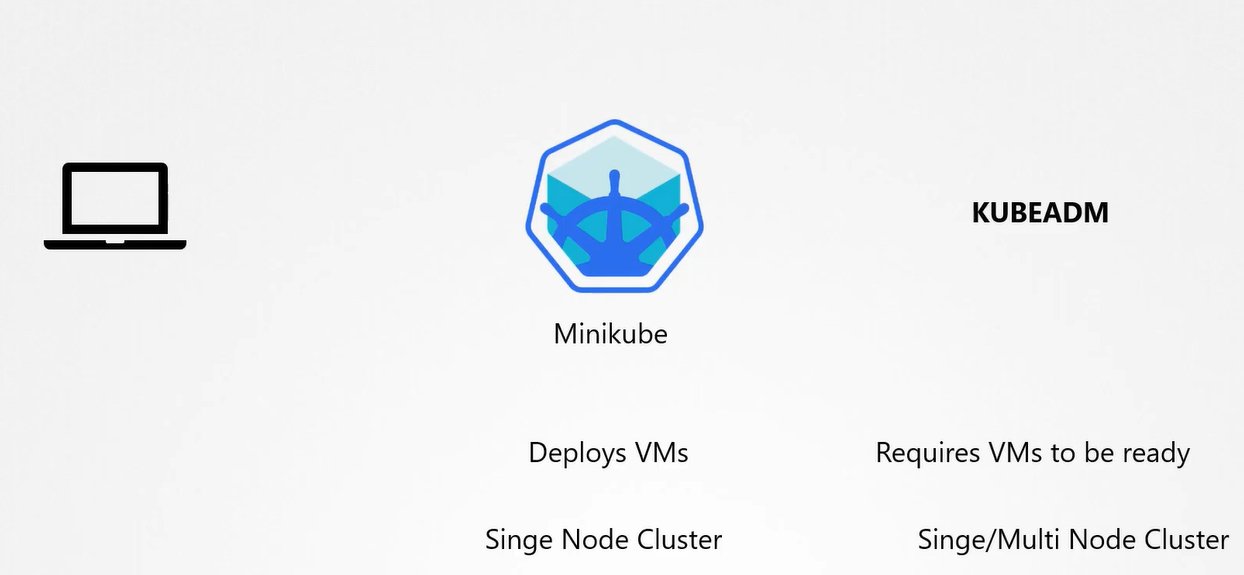 KUBEADM
Minikube
Deploys VMs
Requires VMs to be ready
Singe Node Cluster
Singe/Multi Node Cluster